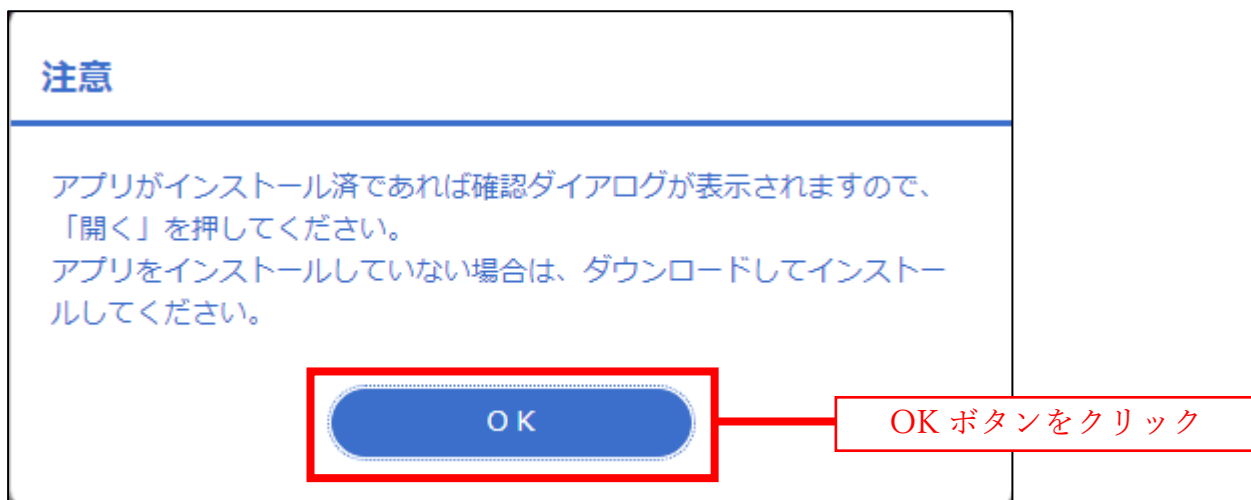 注意
アプリがインストール済であれば確認ダイアログが表示されますので、
「開く」を押してください。
アプリをインストールしていない場合は、ダウンロードしてインストー
ルしてください。
OK
OK ボタンをクリック